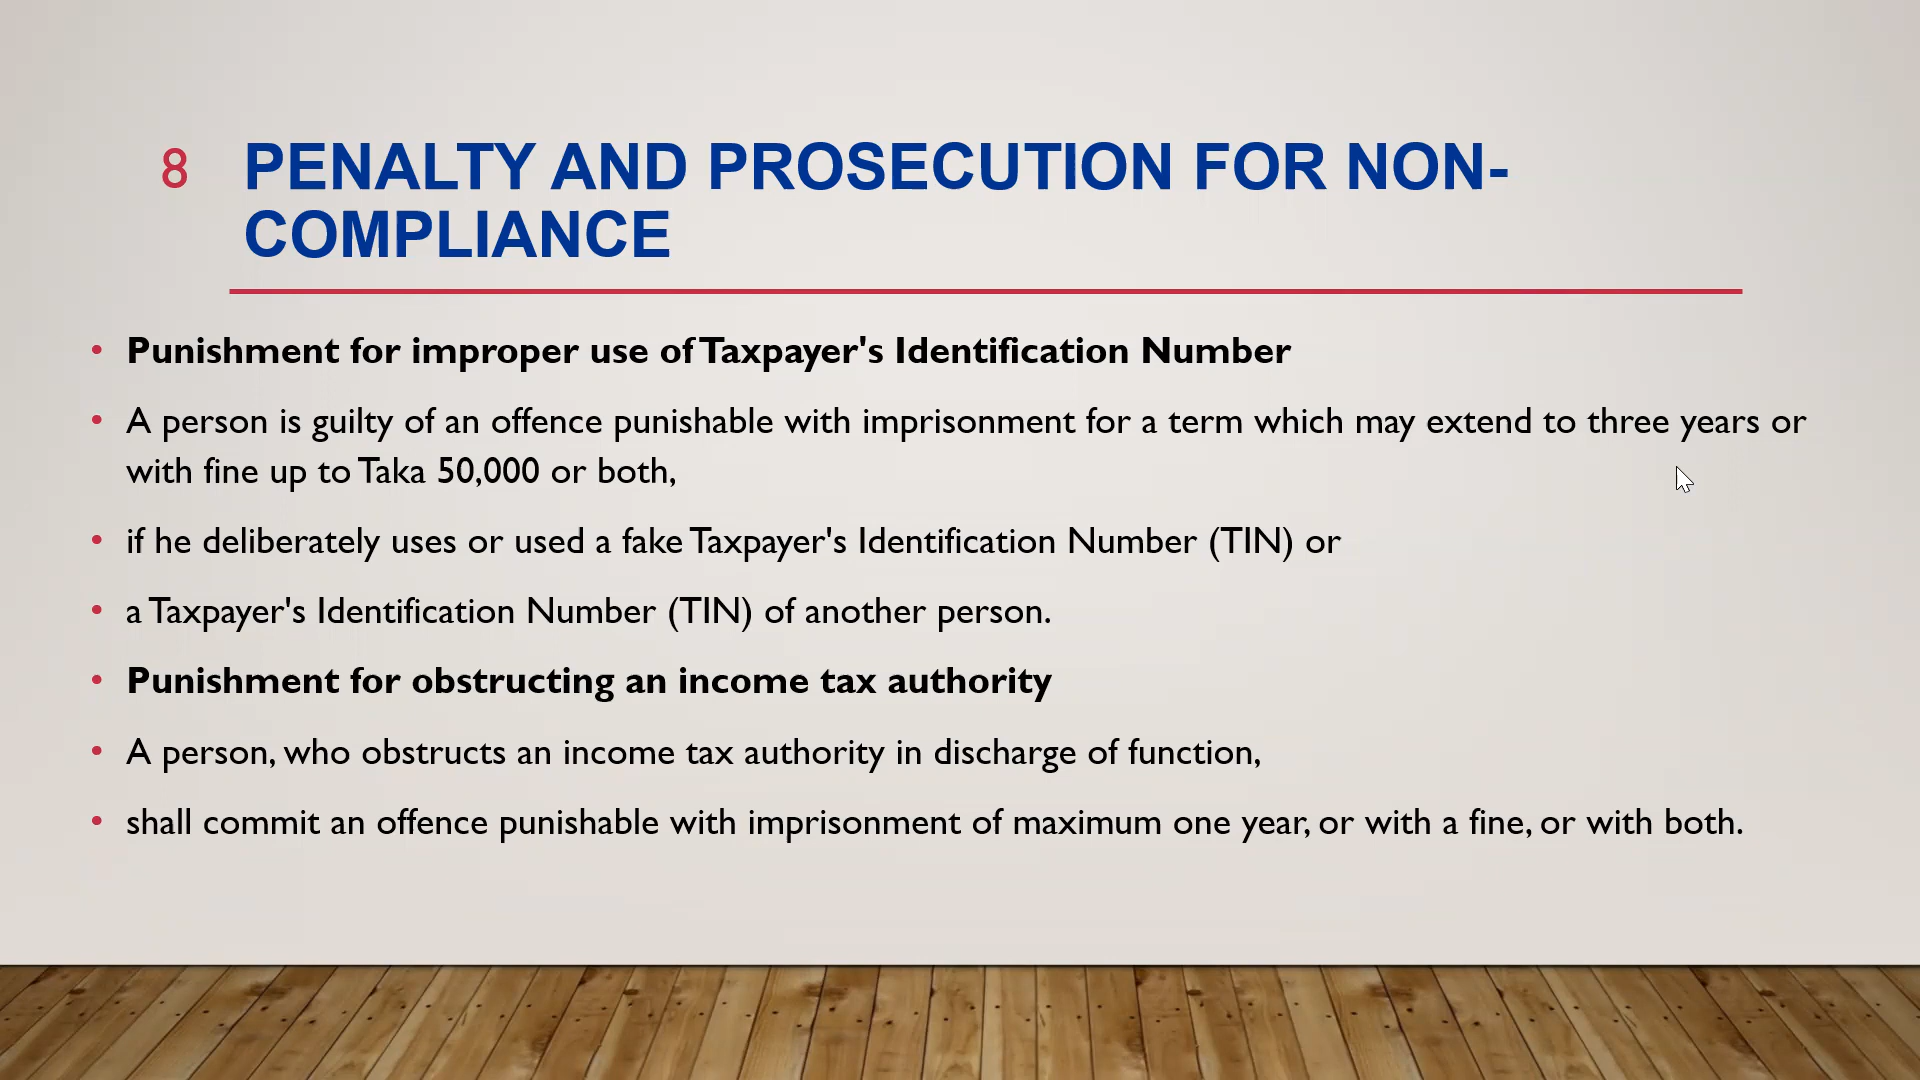 8
PENALTY AND PROSECUTION FOR NON-
COMPLIANCE
• Punishment for improper use of Taxpayer's Identification Number
• A person is guilty of an offence punishable with imprisonment for a term which may extend to three years or
with fine up to Taka 50,000 or both,
• if he deliberately uses or used a fake Taxpayer's Identification Number (TIN) or
• a Taxpayer's Identification Number (TIN) of another person.
• Punishment for obstructing an income tax authority
• A person, who obstructs an income tax authority in discharge of function,
• shall commit an offence punishable with imprisonment of maximum one year, or with a fine, or with both.